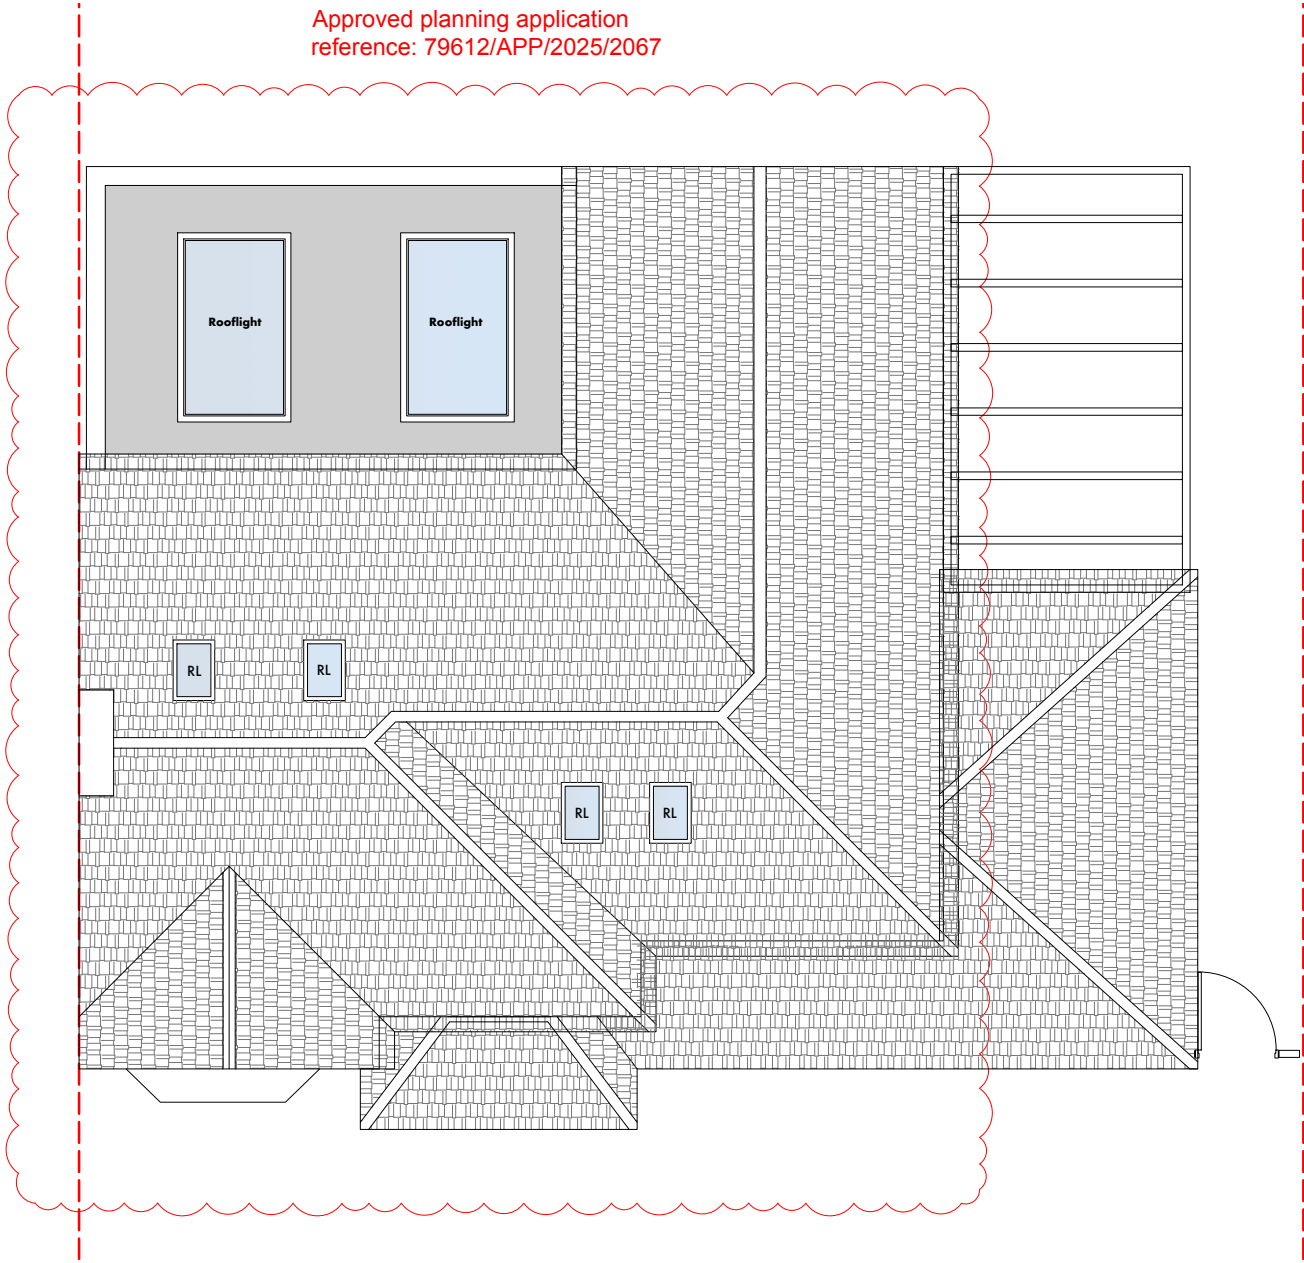 Approved planning application
reference: 79612/APP/2025/2067
Rooflight
Rooflight
RL
RL
RL
RL